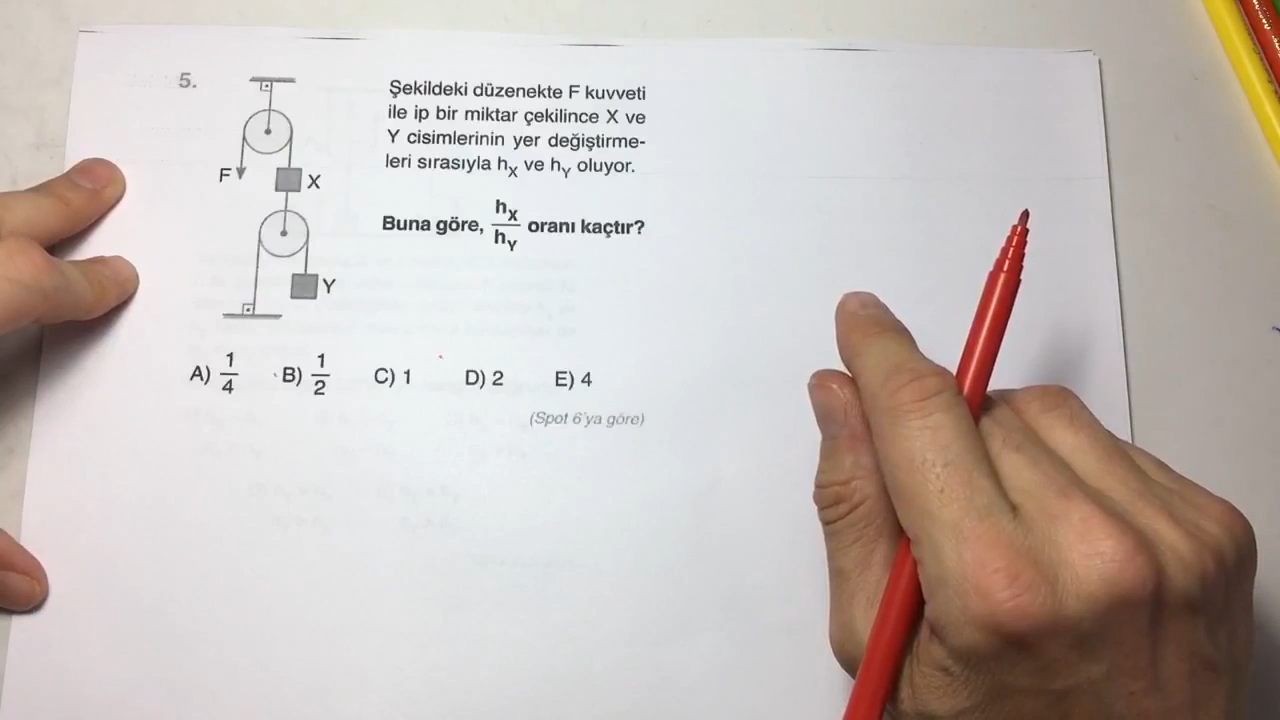 5.
Şekildeki düzenekte F kuvveti
ile ip bir miktar çekilince X ve
Y cisimlerinin yer değiştirme-
leri sırasıyla hX ve hY oluyor.
F
X
Buna göre, hX/hY oranı kaçtır?
Y
A) 1/4 B) 1/2 C) 1 D) 2 E) 4
(Spot 6'ya göre)